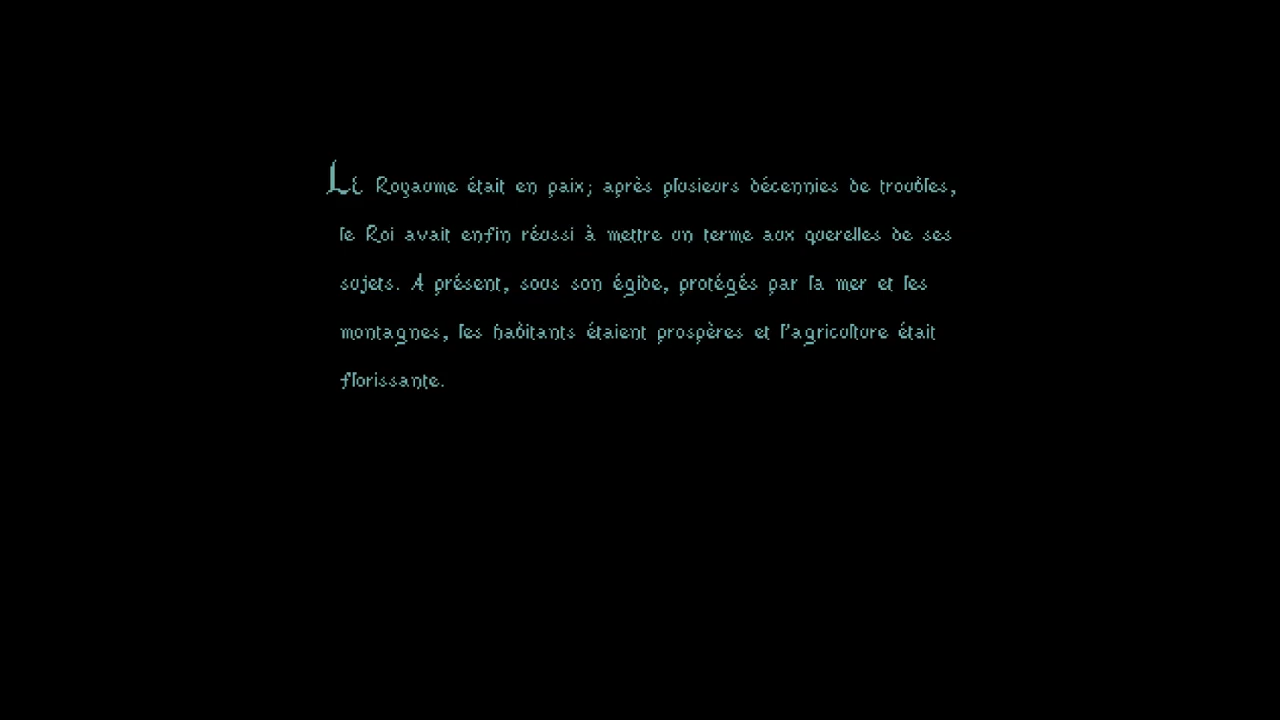 Le Royaume était en paix; après plusieurs décennies de troubles,
le Roi avait enfin réussi à mettre un terme aux querelles de ses
sujets. A présent, sous son égide, protégés par la mer et les
montagnes, les habitants étaient prospères et l'agriculture était
florissante.